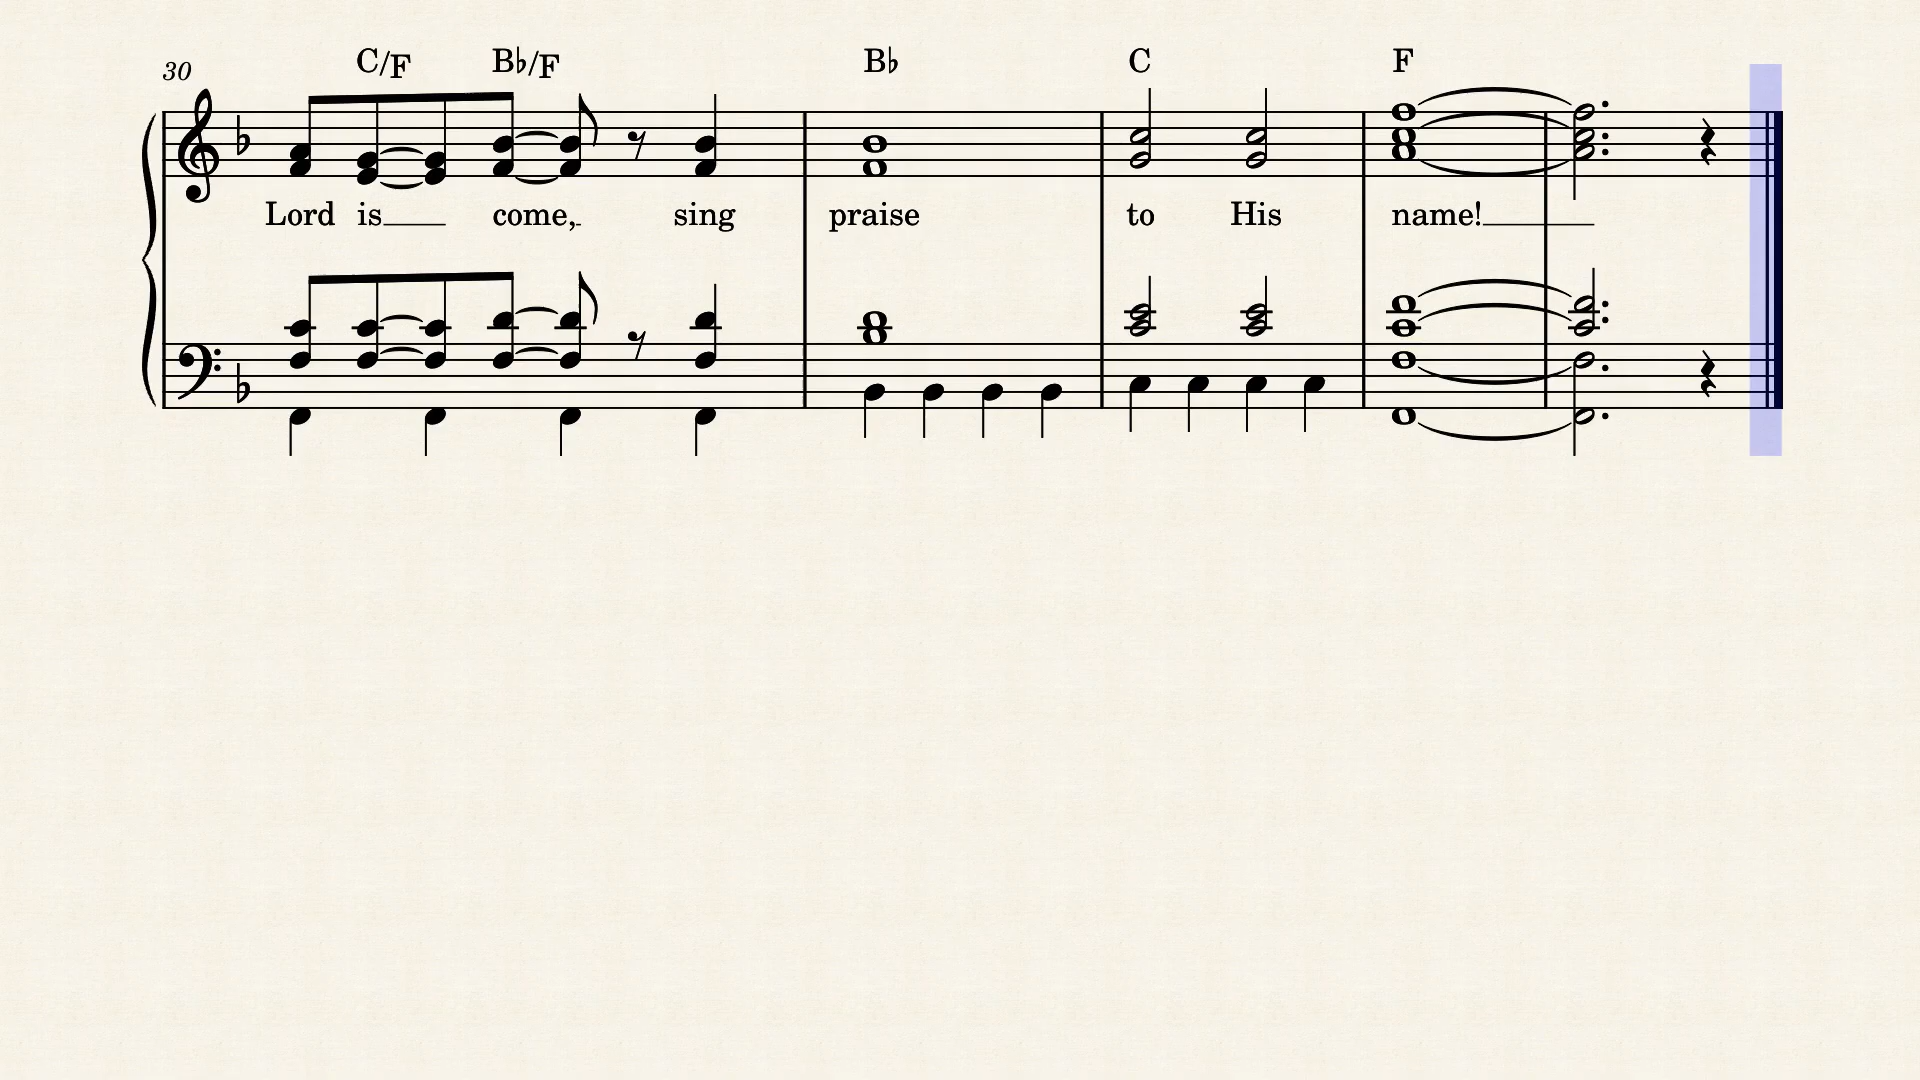 30 C/F B♭/F B♭ C F
Lord is come, sing praise to His name!